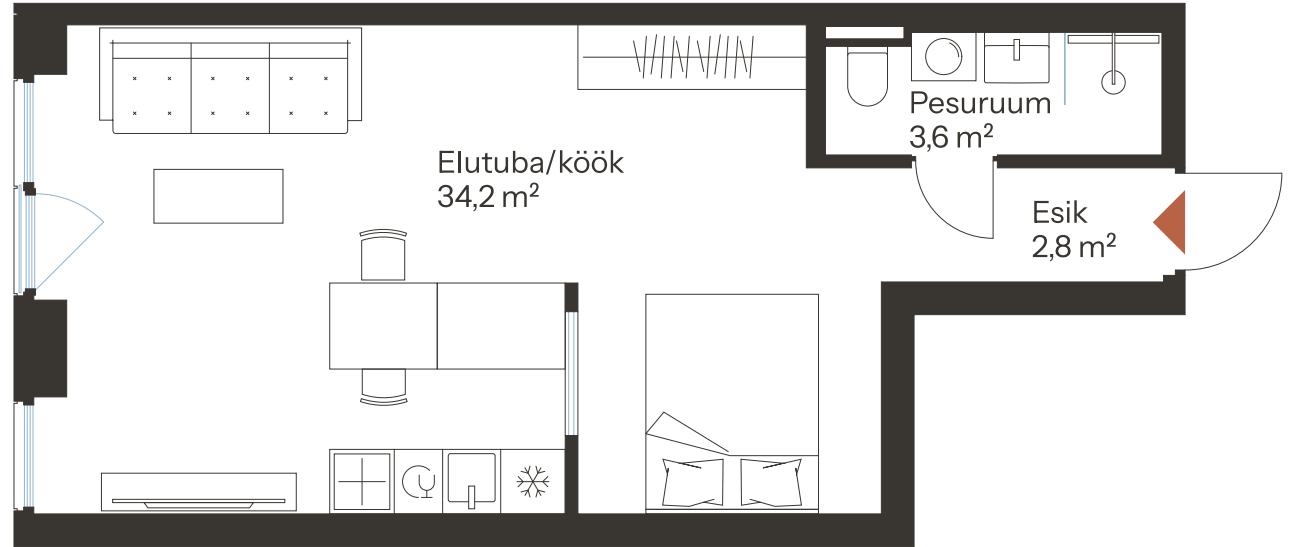 Elutuba/köök
34,2 m²
Pesuruum
3,6 m²
Esik
2,8 m²